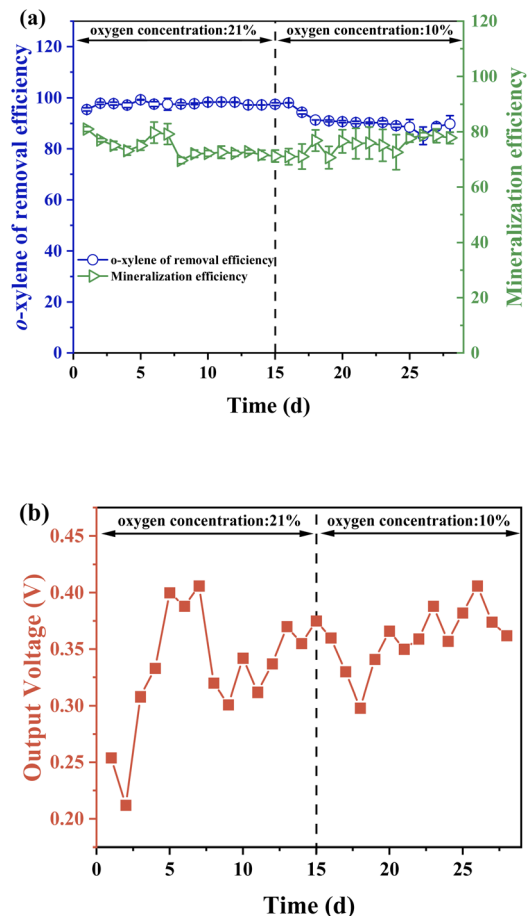 (a)
oxygen concentration:21% oxygen concentration:10%
120 120
100 100
80 80
60 60
40 40
20 20
0 0
o-xylene of removal efficiency
Mineralization efficiency
o-xylene of removal efficiency
Mineralization efficiency
0 5 10 15 20 25
Time (d)
(b)
oxygen concentration:21% oxygen concentration:10%
0.45
0.40
0.35
0.30
0.25
0.20
Output Voltage (V)
0 5 10 15 20 25
Time (d)